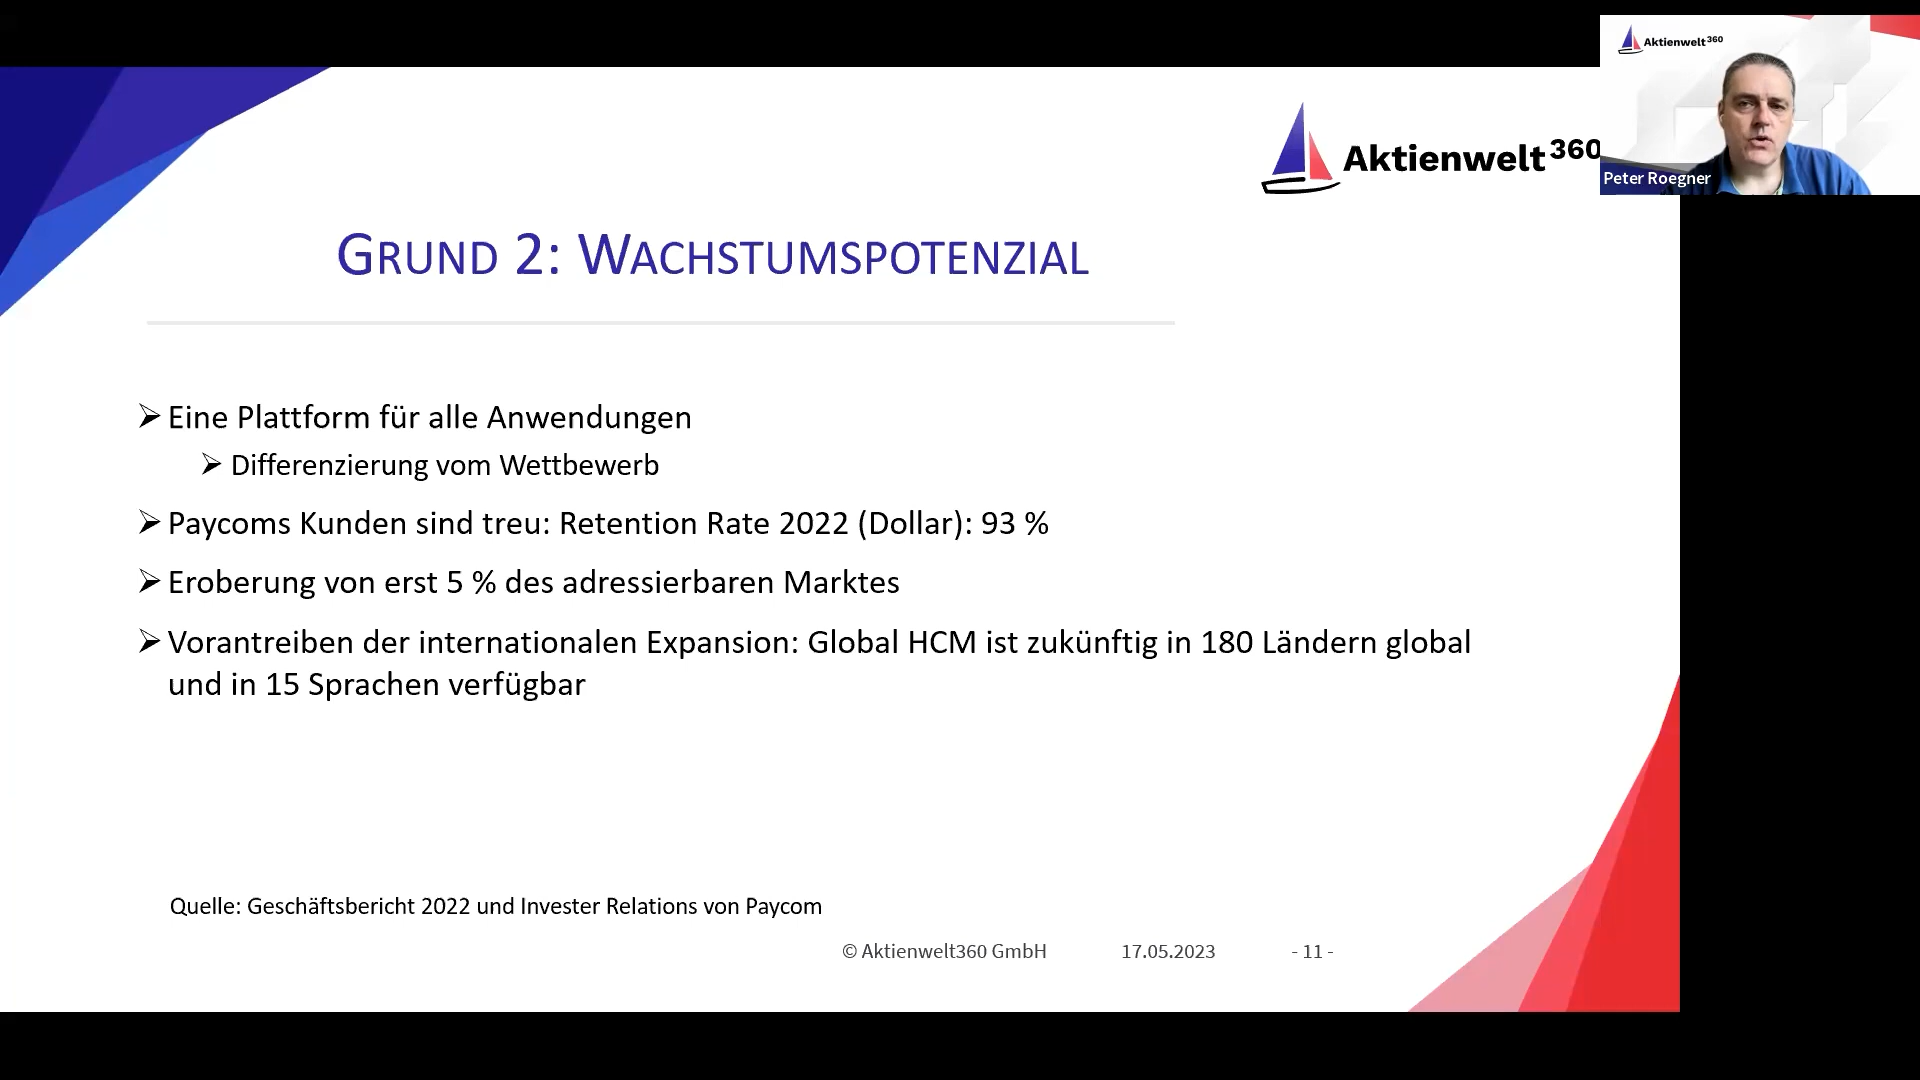 Aktienwelt360
Aktienwelt360
Peter Roegner
GRUND 2: WACHSTUMSPOTENZIAL
Eine Plattform für alle Anwendungen
Differenzierung vom Wettbewerb
Paycoms Kunden sind treu: Retention Rate 2022 (Dollar): 93 %
Eroberung von erst 5 % des adressierbaren Marktes
Vorantreiben der internationalen Expansion: Global HCM ist zukünftig in 180 Ländern global
und in 15 Sprachen verfügbar
Quelle: Geschäftsbericht 2022 und Invester Relations von Paycom
© Aktienwelt360 GmbH 17.05.2023 - 11 -